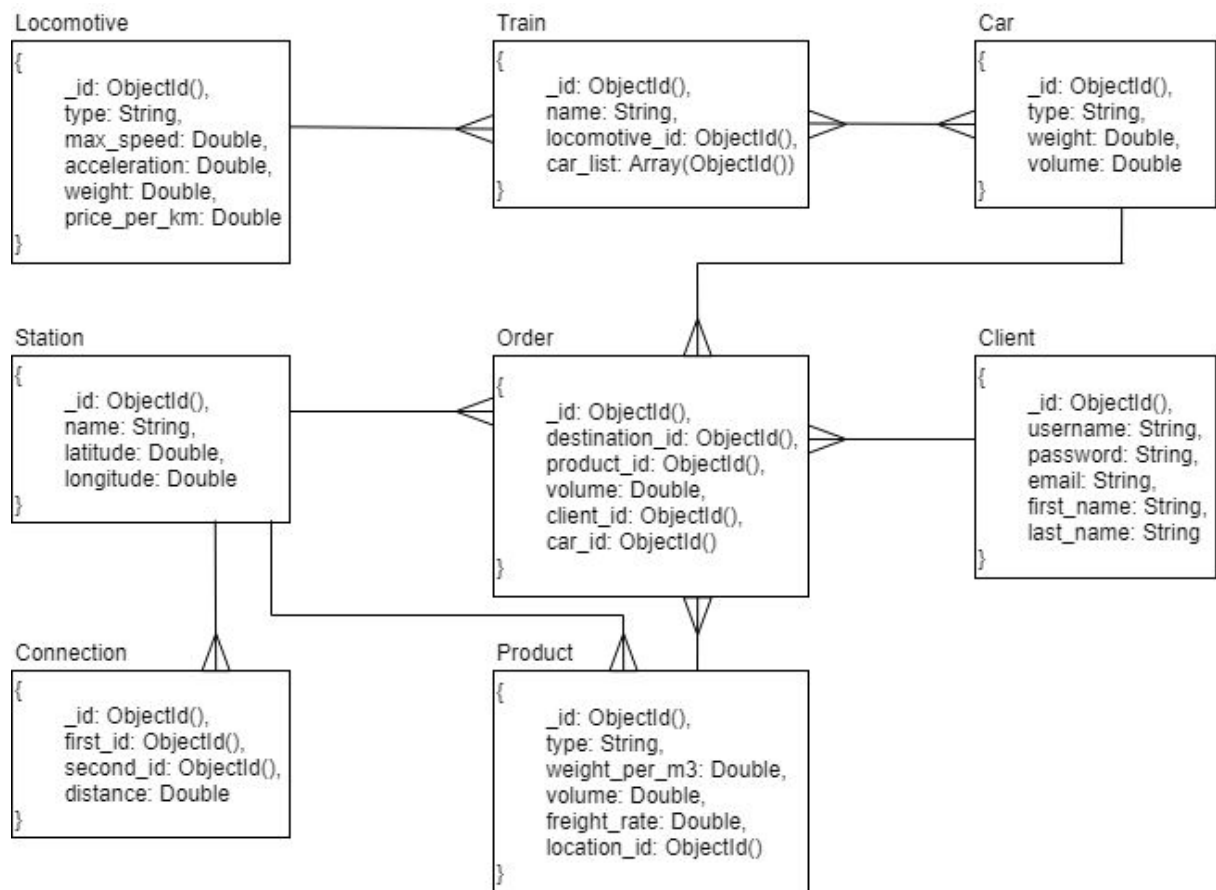 Locomotive
{
_id: ObjectId(),
type: String,
max_speed: Double,
acceleration: Double,
weight: Double,
price_per_km: Double
}
Train
{
_id: ObjectId(),
name: String,
locomotive_id: ObjectId(),
car_list: Array(ObjectId())
}
Car
{
_id: ObjectId(),
type: String,
weight: Double,
volume: Double
}
Station
{
_id: ObjectId(),
name: String,
latitude: Double,
longitude: Double
}
Order
{
_id: ObjectId(),
destination_id: ObjectId(),
product_id: ObjectId(),
volume: Double,
client_id: ObjectId(),
car_id: ObjectId()
}
Client
{
_id: ObjectId(),
username: String,
password: String,
email: String,
first_name: String,
last_name: String
}
Connection
{
_id: ObjectId(),
first_id: ObjectId(),
second_id: ObjectId(),
distance: Double
}
Product
{
_id: ObjectId(),
type: String,
weight_per_m3: Double,
volume: Double,
freight_rate: Double,
location_id: ObjectId()
}